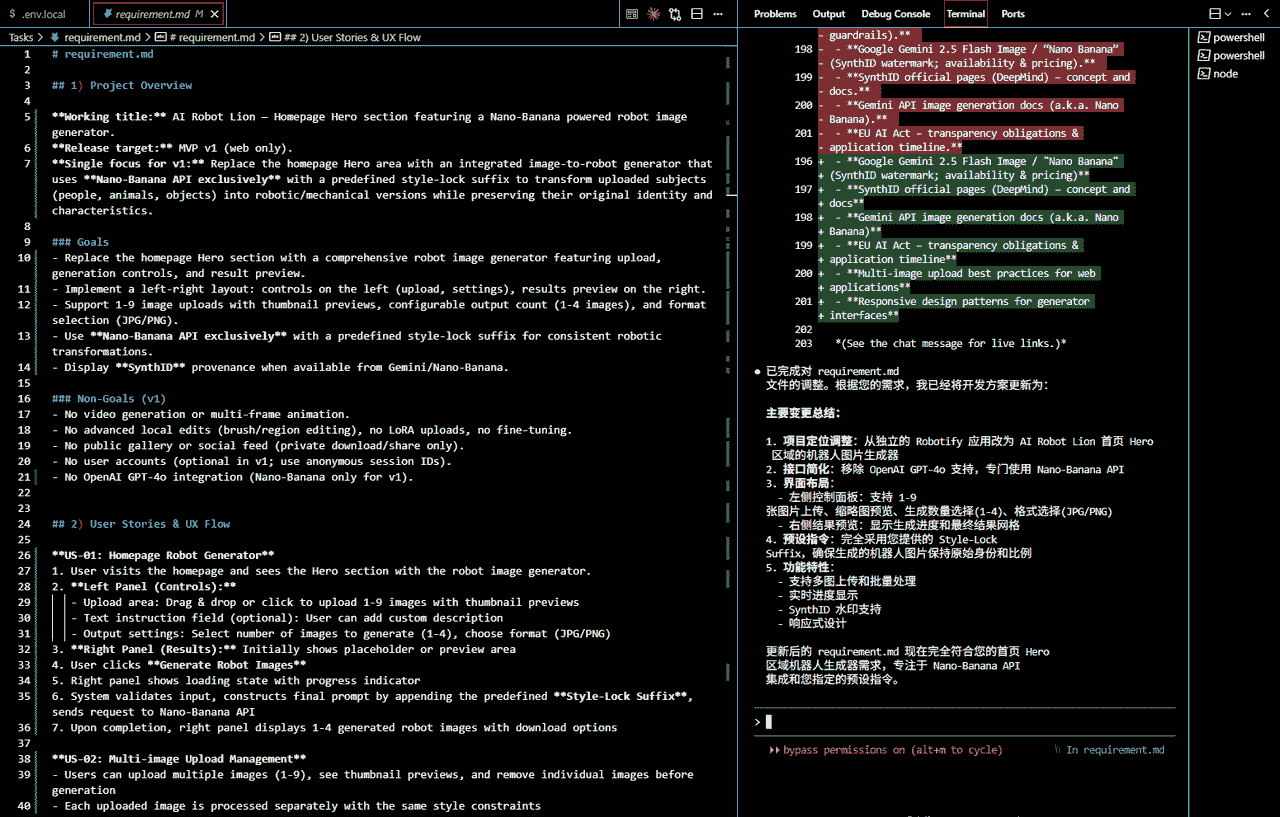 $ .env.local
requirement.md M
Tasks > requirement.md > # requirement.md > ## 2) User Stories & UX Flow
1 # requirement.md
2
3 ## 1) Project Overview
4
5 **Working title:** AI Robot Lion — Homepage Hero section featuring a Nano-Banana powered robot image
generator.
6 **Release target:** MVP v1 (web only).
7 **Single focus for v1:** Replace the homepage Hero area with an integrated image-to-robot generator that
uses **Nano-Banana API exclusively** with a predefined style-lock suffix to transform uploaded subjects
(people, animals, objects) into robotic/mechanical versions while preserving their original identity and
characteristics.
8
9 ### Goals
10 - Replace the homepage Hero section with a comprehensive robot image generator featuring upload,
generation controls, and result preview.
11 - Implement a left-right layout: controls on the left (upload, settings), results preview on the right.
12 - Support 1-9 image uploads with thumbnail previews, configurable output count (1-4 images), and format
selection (JPG/PNG).
13 - Use **Nano-Banana API exclusively** with a predefined style-lock suffix for consistent robotic
transformations.
14 - Display **SynthID** provenance when available from Gemini/Nano-Banana.
15
16 ### Non-Goals (v1)
17 - No video generation or multi-frame animation.
18 - No advanced local edits (brush/region editing), no LoRA uploads, no fine-tuning.
19 - No public gallery or social feed (private download/share only).
20 - No user accounts (optional in v1; use anonymous session IDs).
21 - No OpenAI GPT-4o integration (Nano-Banana only for v1).
22
23
24 ## 2) User Stories & UX Flow
25
26 **US-01: Homepage Robot Generator**
27 1. User visits the homepage and sees the Hero section with the robot image generator.
28 2. **Left Panel (Controls):**
29 - Upload area: Drag & drop or click to upload 1-9 images with thumbnail previews
30 - Text instruction field (optional): User can add custom description
31 - Output settings: Select number of images to generate (1-4), choose format (JPG/PNG)
32 3. **Right Panel (Results):** Initially shows placeholder or preview area
33 4. User clicks **Generate Robot Images**
34 5. Right panel shows loading state with progress indicator
35 6. System validates input, constructs final prompt by appending the predefined **Style-Lock Suffix**,
sends request to Nano-Banana API
36 7. Upon completion, right panel displays 1-4 generated robot images with download options
37
38 **US-02: Multi-image Upload Management**
39 - Users can upload multiple images (1-9), see thumbnail previews, and remove individual images before
generation
40 - Each uploaded image is processed separately with the same style constraints
Problems Output Debug Console Terminal Ports
- guardrails).**
198 - - **Google Gemini 2.5 Flash Image / “Nano Banana”
- (SynthID watermark; availability & pricing).**
199 - - **SynthID official pages (DeepMind) — concept and
- docs.**
200 - - **Gemini API image generation docs (a.k.a. Nano
- Banana).**
201 - - **EU AI Act — transparency obligations &
- application timeline.**
196 + - **Google Gemini 2.5 Flash Image / "Nano Banana"
+ (SynthID watermark; availability & pricing)**
197 + - **SynthID official pages (DeepMind) — concept and
+ docs**
198 + - **Gemini API image generation docs (a.k.a. Nano
+ Banana)**
199 + - **EU AI Act — transparency obligations &
+ application timeline**
200 + - **Multi-image upload best practices for web
+ applications**
201 + - **Responsive design patterns for generator
+ interfaces**
202
203 *(See the chat message for live links.)*
● 已完成对 requirement.md
文件的调整。根据您的需求，我已经将开发方案更新为：
主要变更总结：
1. 项目定位调整：从独立的 Robotify 应用改为 AI Robot Lion 首页 Hero
区域的机器人图片生成器
2. 接口简化：移除 OpenAI GPT-4o 支持，专门使用 Nano-Banana API
3. 界面布局：
- 左侧控制面板：支持 1-9
张图片上传、缩略图预览、生成数量选择(1-4)、格式选择(JPG/PNG)
- 右侧结果预览：显示生成进度和最终结果网格
4. 预设指令：完全采用您提供的 Style-Lock
Suffix，确保生成的机器人图片保持原始身份和比例
5. 功能特性：
- 支持多图上传和批量处理
- 实时进度显示
- SynthID 水印支持
- 响应式设计
更新后的 requirement.md 现在完全符合您的首页 Hero
区域机器人生成器需求，专注于 Nano-Banana API
集成和您指定的预设指令。
>
bypass permissions on (alt+m to cycle) In requirement.md
powershell
powershell
node